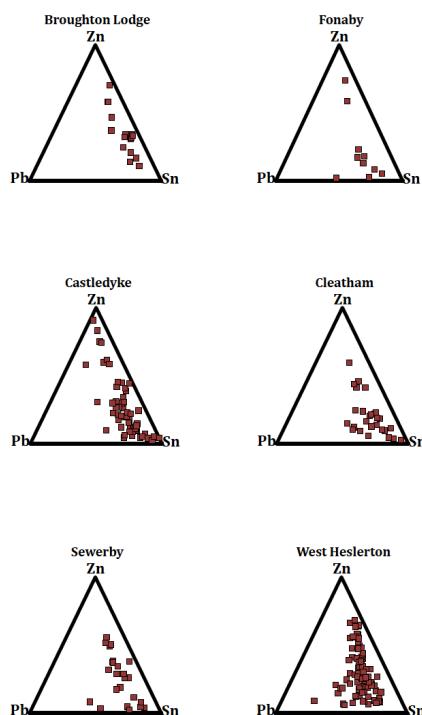 Broughton Lodge
Zn
Pb
Sn
Fonaby
Zn
Pb
Sn
Castledyke
Zn
Pb
Sn
Cleatham
Zn
Pb
Sn
Sewerby
Zn
Pb
Sn
West Heslerton
Zn
Pb
Sn